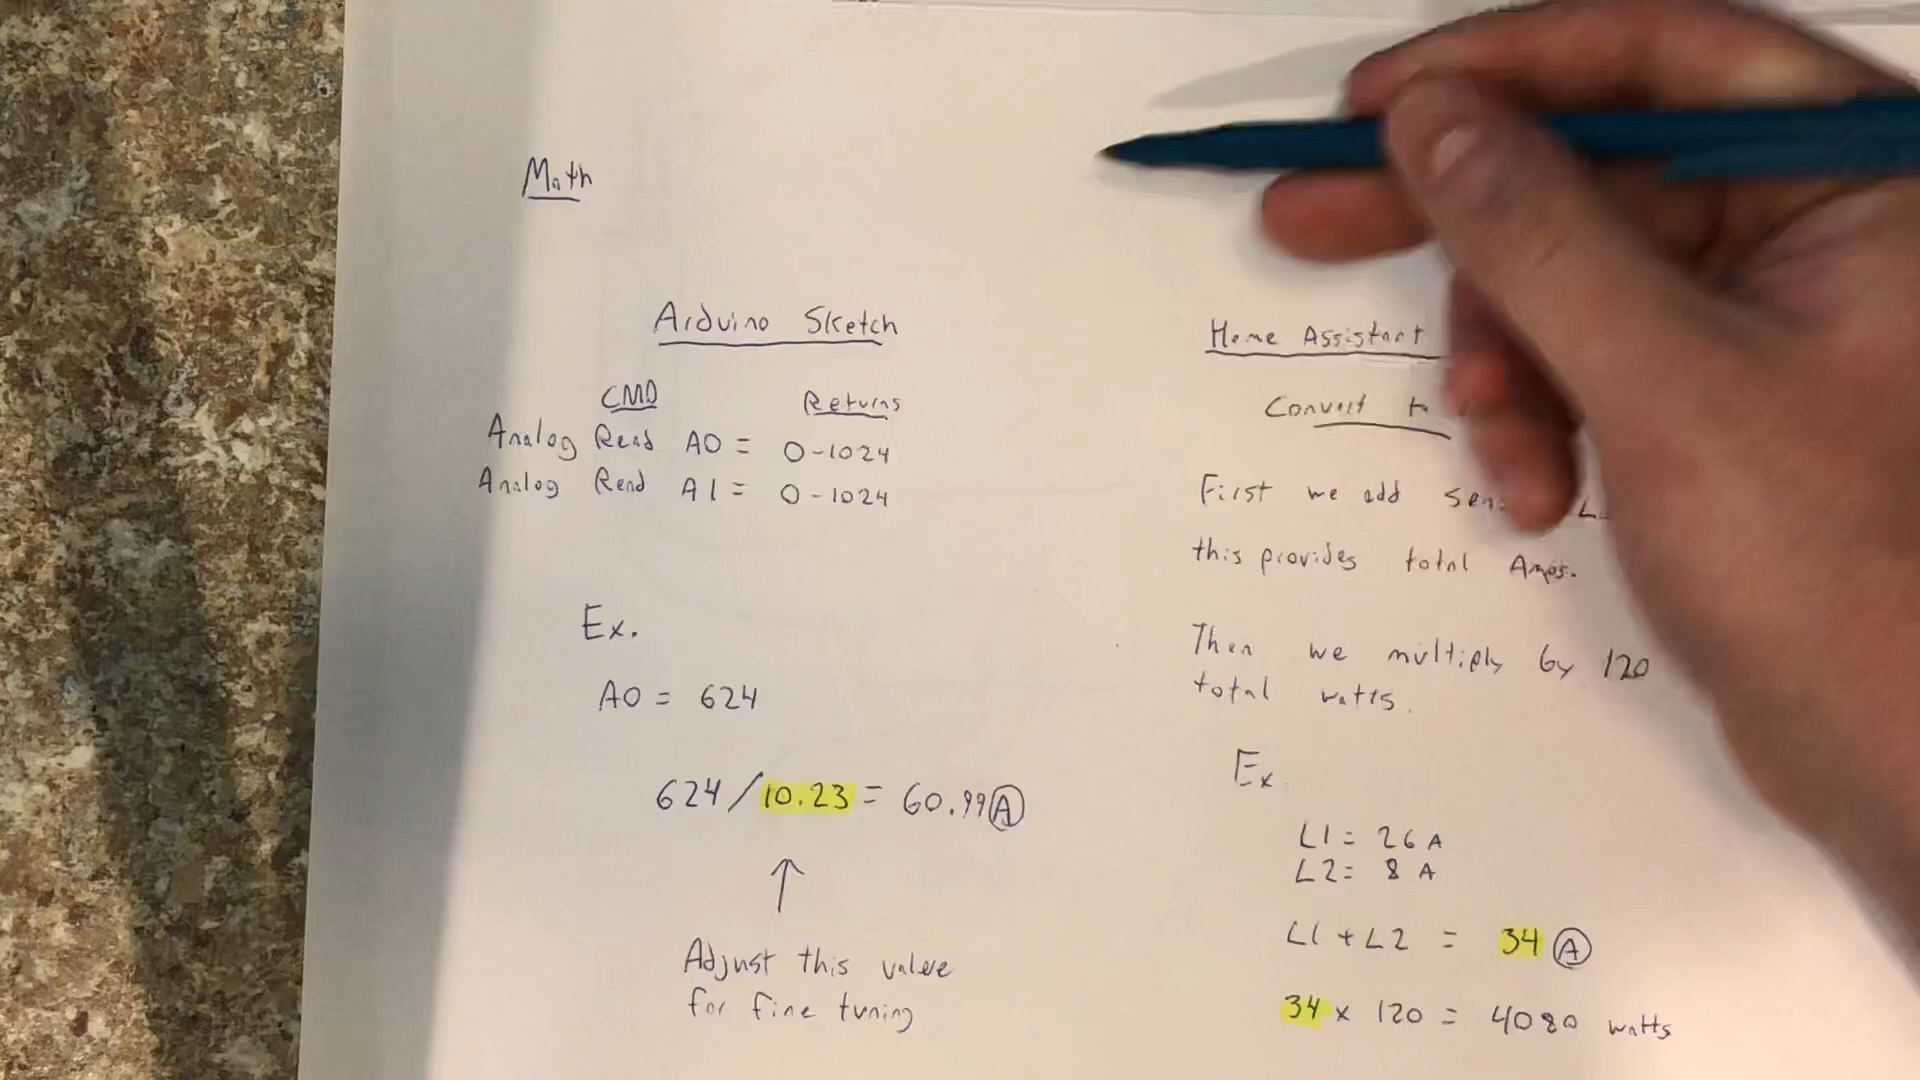 Math
Arduino Sketch
CMD Returns
Analog Read A0 = 0-1024
Analog Read A1 = 0-1024
Ex.
A0 = 624
624 / 10.23 = 60.99 A
Adjust this value
for fine tuning
Home Assistant
Convert to
First we add
this provides total Amps.
Then we multiply by 120
total watts.
Ex.
L1 = 26 A
L2 = 8 A
L1 + L2 = 34 A
34 x 120 = 4080 watts